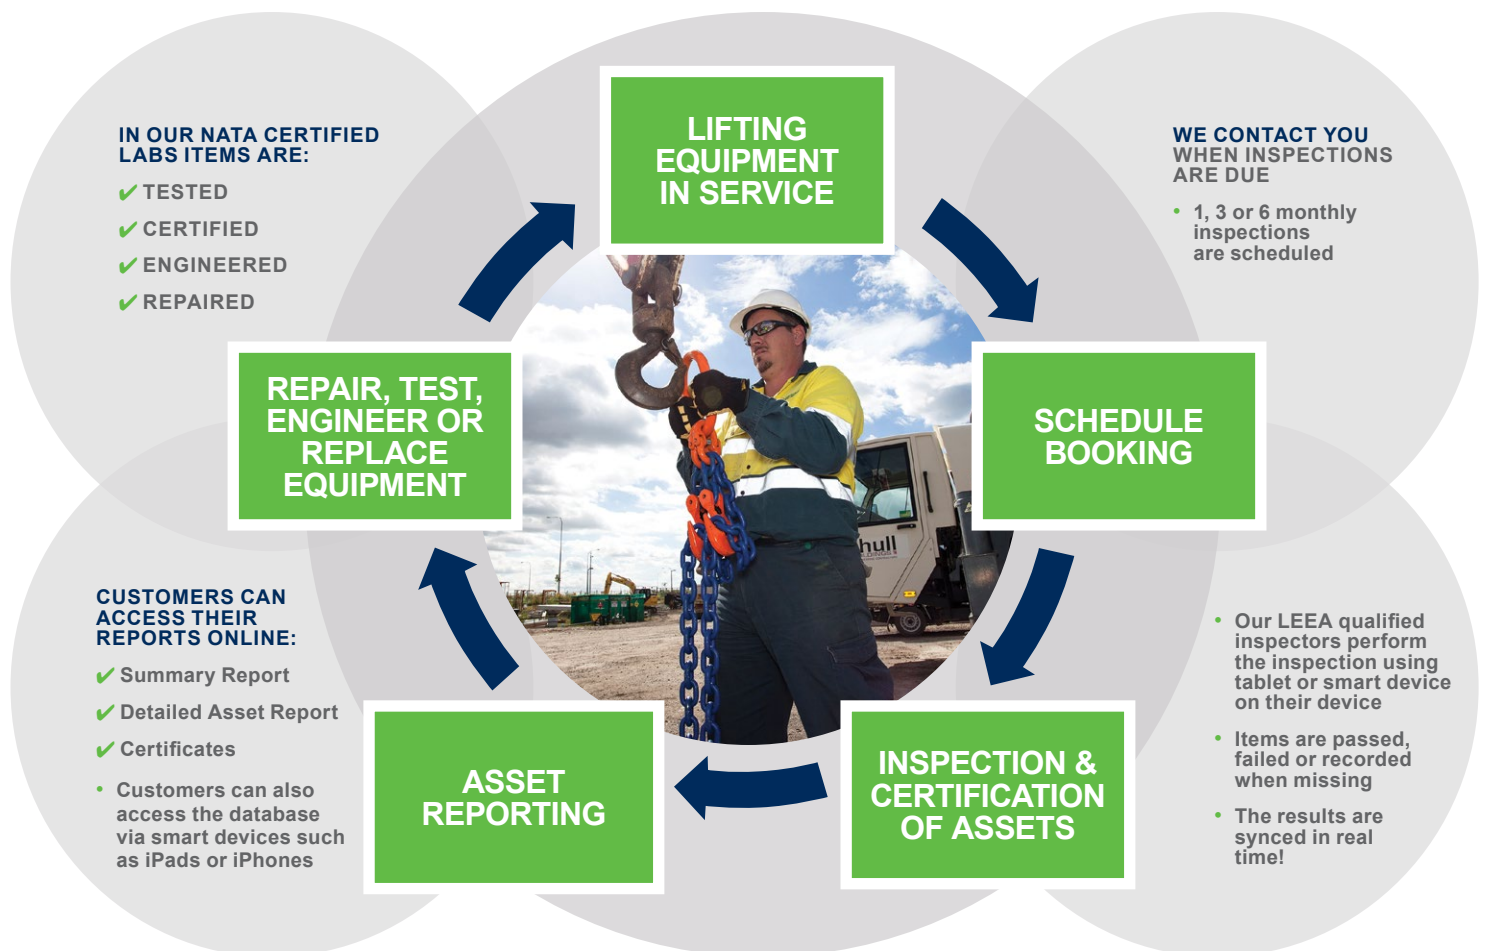 LIFTING
EQUIPMENT
IN SERVICE
IN OUR NATA CERTIFIED
LABS ITEMS ARE:
✔ TESTED
✔ CERTIFIED
✔ ENGINEERED
✔ REPAIRED
WE CONTACT YOU
WHEN INSPECTIONS
ARE DUE
• 1, 3 or 6 monthly
inspections
are scheduled
REPAIR, TEST,
ENGINEER OR
REPLACE
EQUIPMENT
SCHEDULE
BOOKING
hull
CUSTOMERS CAN
ACCESS THEIR
REPORTS ONLINE:
✔ Summary Report
✔ Detailed Asset Report
✔ Certificates
• Customers can also
access the database
via smart devices such
as iPads or iPhones
• Our LEEA qualified
inspectors perform
the inspection using
tablet or smart device
on their device
• Items are passed,
failed or recorded
when missing
• The results are
synced in real
time!
ASSET
REPORTING
INSPECTION &
CERTIFICATION
OF ASSETS